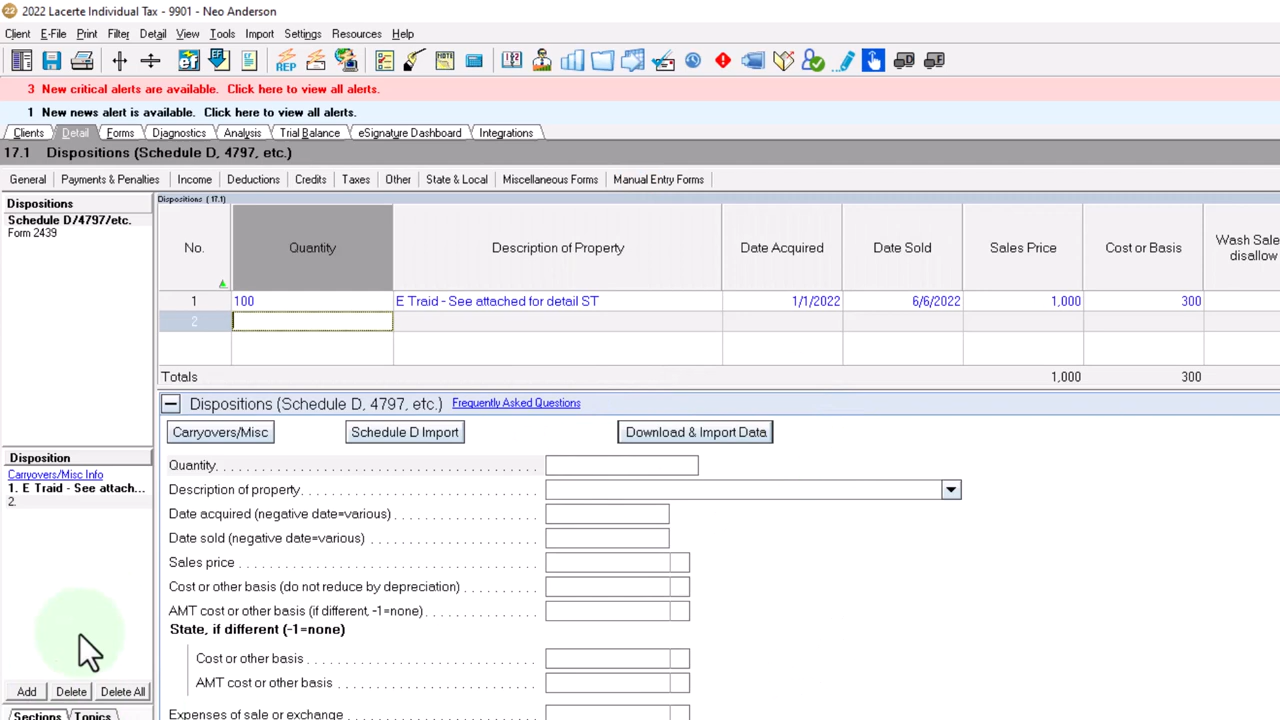 22 2022 Lacerte Individual Tax - 9901 - Neo Anderson
Client E-File Print Filter Detail View Tools Import Settings Resources Help
ef REP
3 New critical alerts are available. Click here to view all alerts.
1 New news alert is available. Click here to view all alerts.
Clients Detail Forms Diagnostics Analysis Trial Balance eSignature Dashboard Integrations
17.1 Dispositions (Schedule D, 4797, etc.)
General Payments & Penalties Income Deductions Credits Taxes Other State & Local Miscellaneous Forms Manual Entry Forms
Dispositions
Schedule D/4797/etc.
Form 2439
Dispositions (17.1)
No. Quantity Description of Property Date Acquired Date Sold Sales Price Cost or Basis Wash Sale disallow
1 100 E Traid - See attached for detail ST 1/1/2022 6/6/2022 1,000 300
2
Totals 1,000 300
Disposition
Carryovers/Misc Info
1. E Traid - See attach...
2.
Add Delete Delete All
Sections Topics
Dispositions (Schedule D, 4797, etc.) Frequently Asked Questions
Carryovers/Misc Schedule D Import Download & Import Data
Quantity
Description of property
Date acquired (negative date=various)
Date sold (negative date=various)
Sales price
Cost or other basis (do not reduce by depreciation)
AMT cost or other basis (if different, -1=none)
State, if different (-1=none)
Cost or other basis
AMT cost or other basis
Expenses of sale or exchange